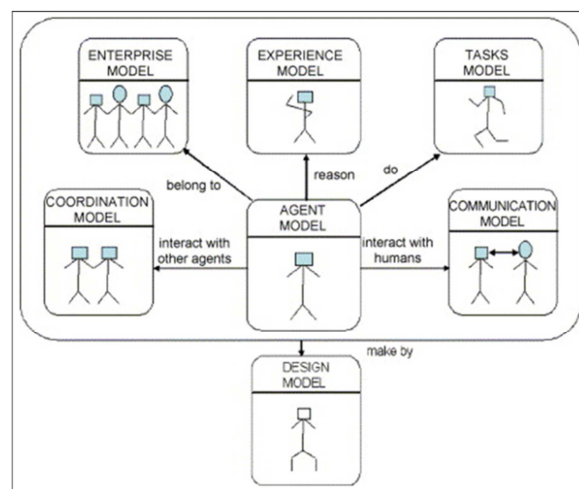 ENTERPRISE
MODEL
EXPERIENCE
MODEL
TASKS
MODEL
belong to
reason
do
COORDINATION
MODEL
AGENT
MODEL
COMMUNICATION
MODEL
interact with
other agents
interact with
humans
make by
DESIGN
MODEL